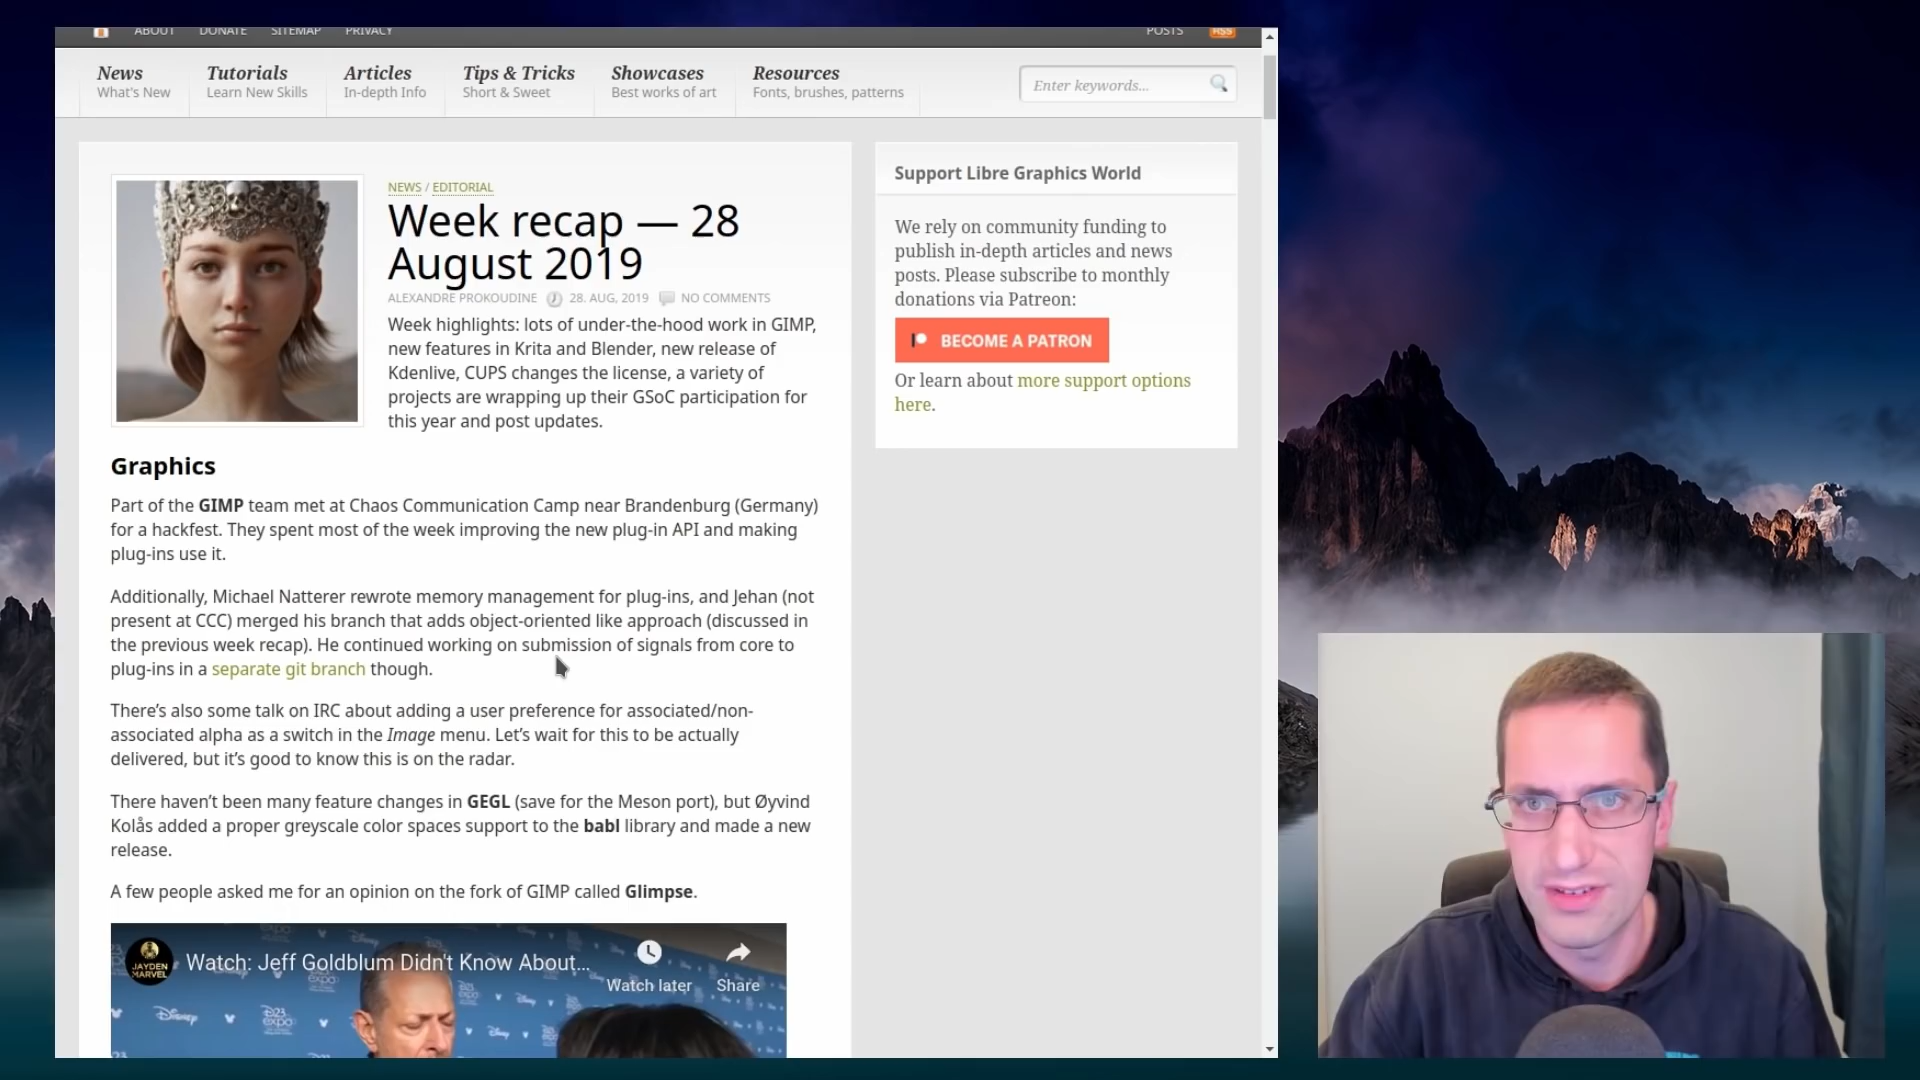 ABOUT DONATE SITEMAP PRIVACY POSTS RSS
News Tutorials Articles Tips & Tricks Showcases Resources
What's New Learn New Skills In-depth Info Short & Sweet Best works of art Fonts, brushes, patterns
Enter keywords...
NEWS / EDITORIAL
Week recap — 28
August 2019
ALEXANDRE PROKOUDINE 28. AUG, 2019 NO COMMENTS
Week highlights: lots of under-the-hood work in GIMP,
new features in Krita and Blender, new release of
Kdenlive, CUPS changes the license, a variety of
projects are wrapping up their GSoC participation for
this year and post updates.
Graphics
Part of the GIMP team met at Chaos Communication Camp near Brandenburg (Germany)
for a hackfest. They spent most of the week improving the new plug-in API and making
plug-ins use it.
Additionally, Michael Natterer rewrote memory management for plug-ins, and Jehan (not
present at CCC) merged his branch that adds object-oriented like approach (discussed in
the previous week recap). He continued working on submission of signals from core to
plug-ins in a separate git branch though.
There's also some talk on IRC about adding a user preference for associated/non-
associated alpha as a switch in the Image menu. Let's wait for this to be actually
delivered, but it's good to know this is on the radar.
There haven't been many feature changes in GEGL (save for the Meson port), but Øyvind
Kolås added a proper greyscale color spaces support to the babl library and made a new
release.
A few people asked me for an opinion on the fork of GIMP called Glimpse.
JAYDEN
MARVEL
Watch: Jeff Goldblum Didn't Know About...
Watch later Share
Disney
D23
expo
Disney
Support Libre Graphics World
We rely on community funding to
publish in-depth articles and news
posts. Please subscribe to monthly
donations via Patreon:
BECOME A PATRON
Or learn about more support options
here.